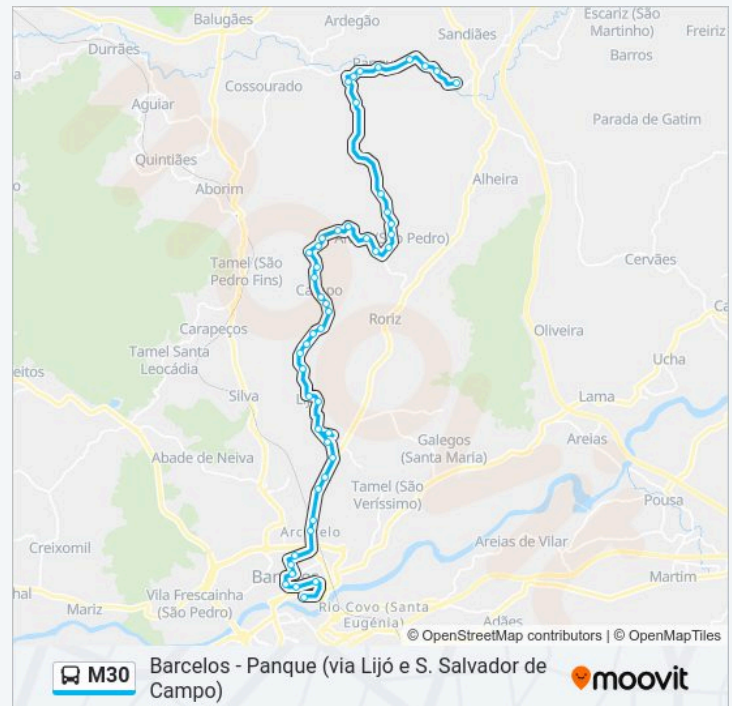 Balugães
Ardegão
Escariz (São
Martinho)
Freiriz
Sandiães
Durrães
Barros
Cossourado
Aguiar
Parada de Gatim
Quintiães
Alheira
Aborim
Tamel (São
Pedro Fins)
Cervães
Roriz
Carapeços
Oliveira
Tamel Santa
Leocádia
Ucha
Silva
Lama
Galegos
(Santa Maria)
Areias
Abade de Neiva
Tamel (São
Veríssimo)
Pousa
Creixomil
Areias de Vilar
Vila Frescainha
(São Pedro)
Martim
Mariz
Rio Covo (Santa
Eugénia)
Adães
© OpenStreetMap contributors | © OpenMapTiles
M30
Barcelos - Panque (via Lijó e S. Salvador de
Campo)
moovit